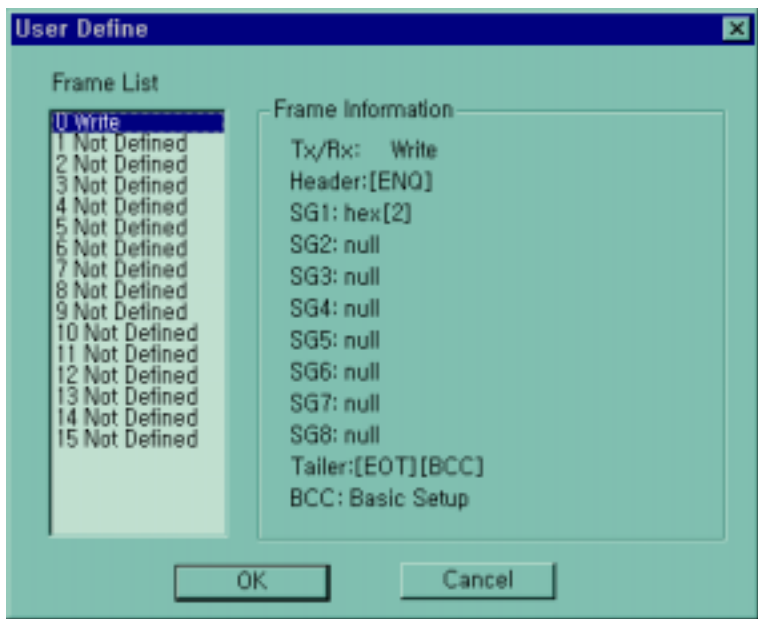 User Define
Frame List
0 Write
1 Not Defined
2 Not Defined
3 Not Defined
4 Not Defined
5 Not Defined
6 Not Defined
7 Not Defined
8 Not Defined
9 Not Defined
10 Not Defined
11 Not Defined
12 Not Defined
13 Not Defined
14 Not Defined
15 Not Defined
Frame Information
Tx/Rx: Write
Header:[ENQ]
SG1: hex[2]
SG2: null
SG3: null
SG4: null
SG5: null
SG6: null
SG7: null
SG8: null
Tailer:[EOT][BCC]
BCC: Basic Setup
OK
Cancel